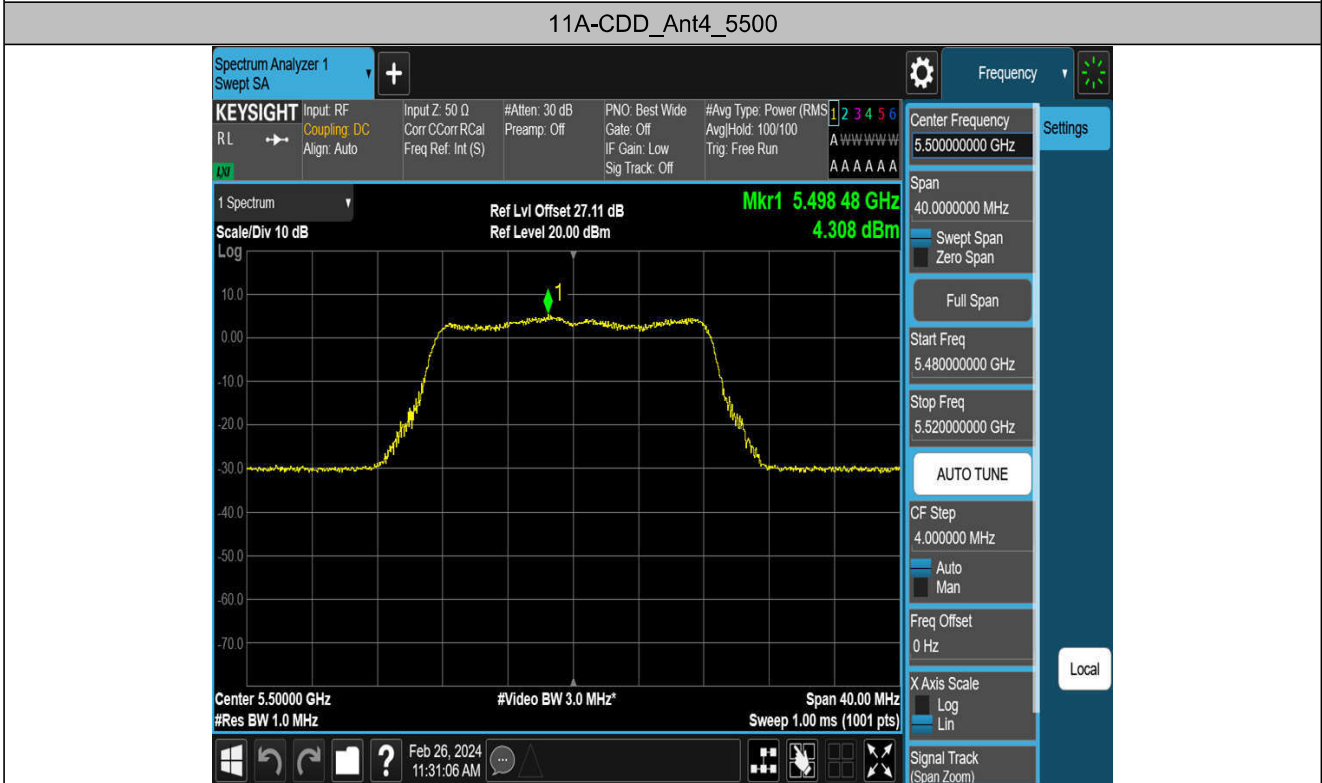 11A-CDD_Ant4_5500
Spectrum Analyzer 1
Swept SA
+
Frequency
KEYSIGHT
RL
LXI
Input: RF
Coupling: DC
Align: Auto
Input Z: 50 Ω
Corr CCorr RCal
Freq Ref: Int (S)
#Atten: 30 dB
Preamp: Off
PNO: Best Wide
Gate: Off
IF Gain: Low
Sig Track: Off
#Avg Type: Power (RMS
Avg|Hold: 100/100
Trig: Free Run
1 2 3 4 5 6
A W W W W W
A A A A A A
1 Spectrum
Scale/Div 10 dB
Log
Ref Lvl Offset 27.11 dB
Ref Level 20.00 dBm
Mkr1 5.498 48 GHz
4.308 dBm
1
10.0
0.00
-10.0
-20.0
-30.0
-40.0
-50.0
-60.0
-70.0
Center 5.50000 GHz
#Video BW 3.0 MHz*
Span 40.00 MHz
#Res BW 1.0 MHz
Sweep 1.00 ms (1001 pts)
?
Feb 26, 2024
11:31:06 AM
Center Frequency
5.500000000 GHz
Settings
Span
40.0000000 MHz
Swept Span
Zero Span
Full Span
Start Freq
5.480000000 GHz
Stop Freq
5.520000000 GHz
AUTO TUNE
CF Step
4.000000 MHz
Auto
Man
Freq Offset
0 Hz
Local
X Axis Scale
Log
Lin
Signal Track
(Span Zoom)